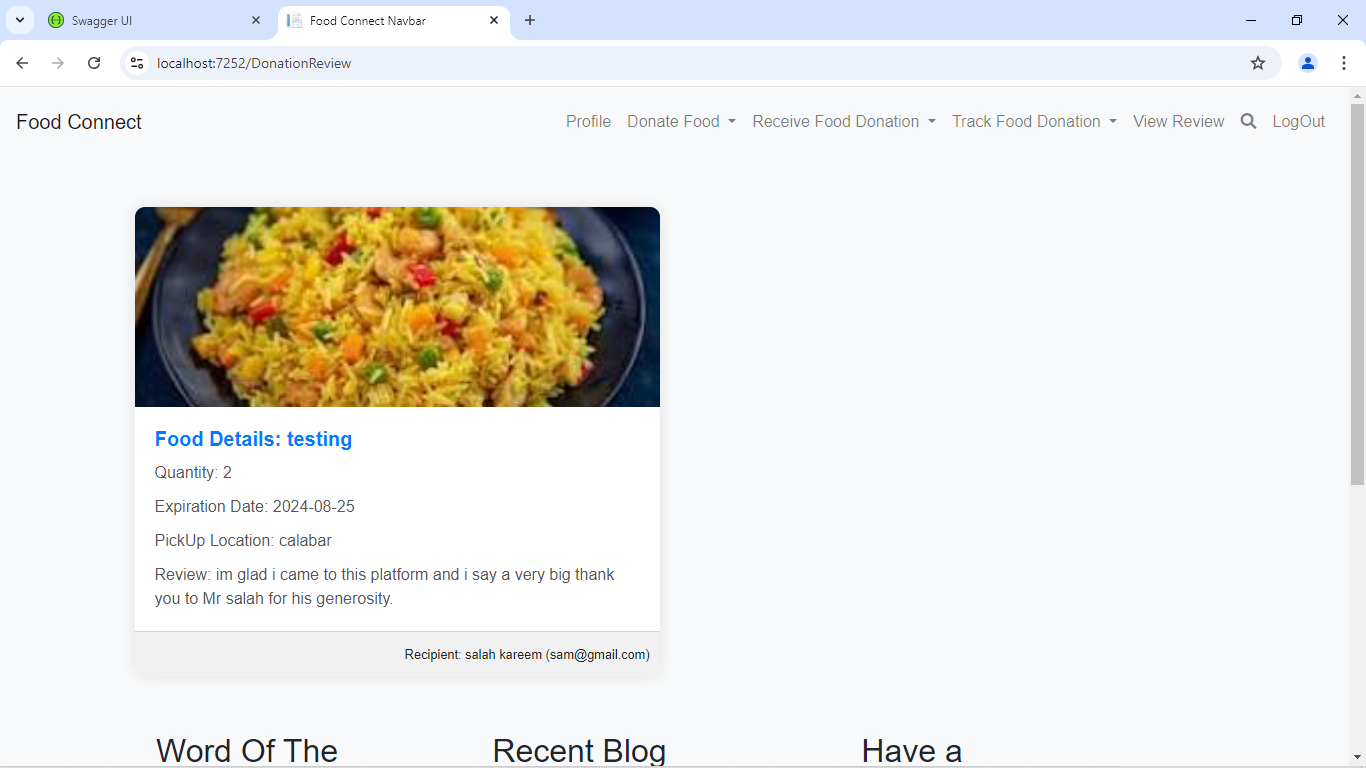 Swagger UI
Food Connect Navbar
localhost:7252/DonationReview
Food Connect
Profile
Donate Food
Receive Food Donation
Track Food Donation
View Review
LogOut
Food Details: testing
Quantity: 2
Expiration Date: 2024-08-25
PickUp Location: calabar
Review: im glad i came to this platform and i say a very big thank
you to Mr salah for his generosity.
Recipient: salah kareem (sam@gmail.com)
Word Of The
Recent Blog
Have a